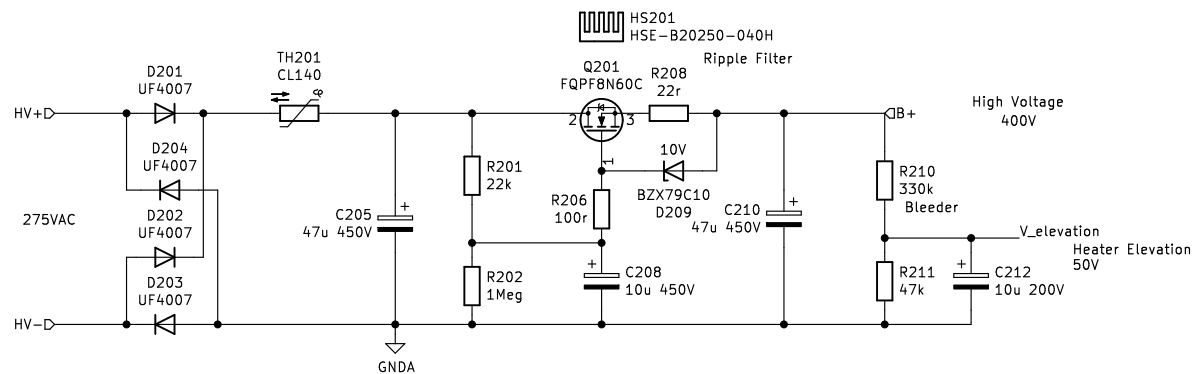 HS201
HSE-B20250-040H
Ripple Filter
TH201
CL140
Q201
FQPF8N60C
R208
22r
D201
UF4007
HV+
2
3
1
B+
High Voltage
400V
D204
UF4007
10V
R201
22k
R206
100r
BZX79C10
D209
R210
330k
Bleeder
275VAC
D202
UF4007
C205
47u 450V
C210
47u 450V
V_elevation
Heater Elevation
50V
D203
UF4007
R202
1Meg
C208
10u 450V
R211
47k
C212
10u 200V
HV-
GNDA